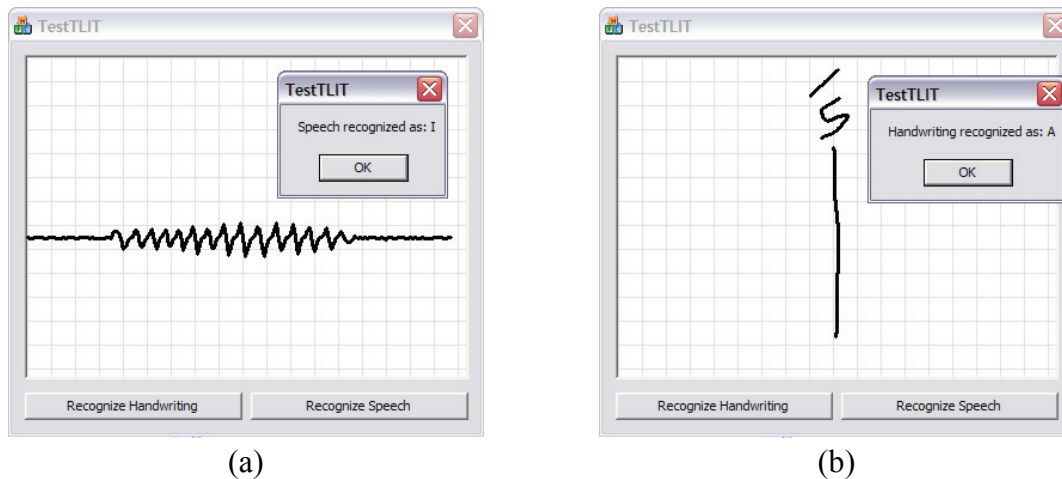 TestTLIT
TestTLIT
Speech recognized as: I
OK
Recognize Handwriting
Recognize Speech
(a)
TestTLIT
TestTLIT
Handwriting recognized as: A
OK
Recognize Handwriting
Recognize Speech
(b)